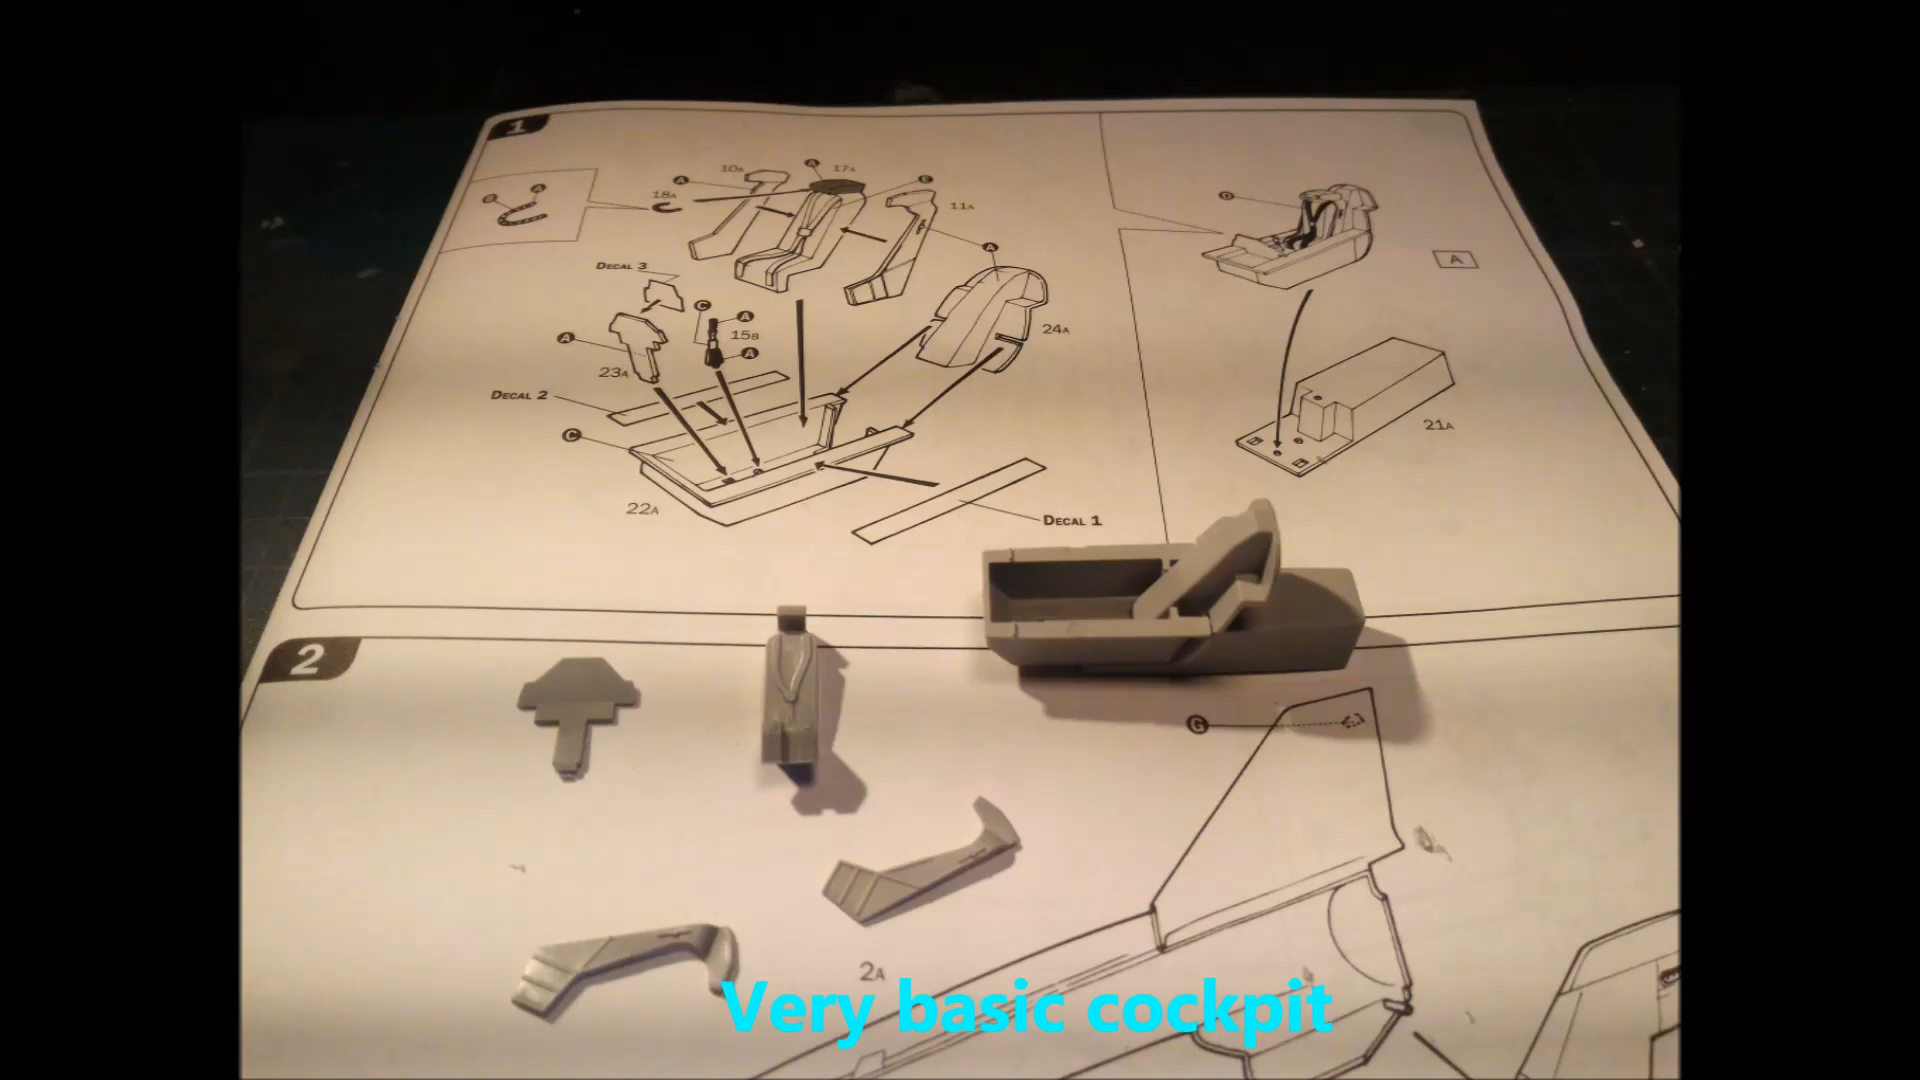 1
10A
A
17A
A
18A
E
11A
G
A
A
A
Decal 3
C
A
15B
A
A
23A
24A
Decal 2
C
21A
22A
Decal 1
2
G
2A
Very basic cockpit